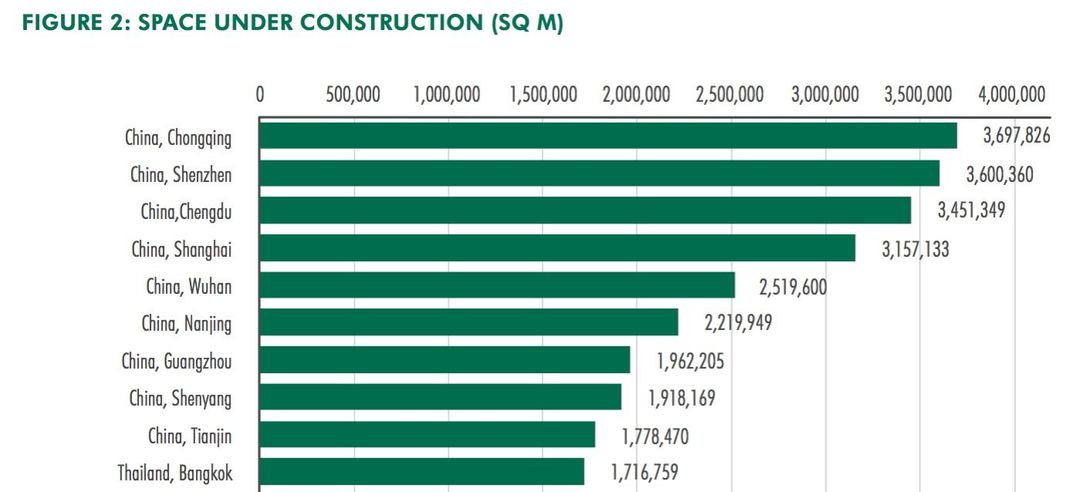 FIGURE 2: SPACE UNDER CONSTRUCTION (SQ M)
0 500,000 1,000,000 1,500,000 2,000,000 2,500,000 3,000,000 3,500,000 4,000,000
China, Chongqing 3,697,826
China, Shenzhen 3,600,360
China,Chengdu 3,451,349
China, Shanghai 3,157,133
China, Wuhan 2,519,600
China, Nanjing 2,219,949
China, Guangzhou 1,962,205
China, Shenyang 1,918,169
China, Tianjin 1,778,470
Thailand, Bangkok 1,716,759